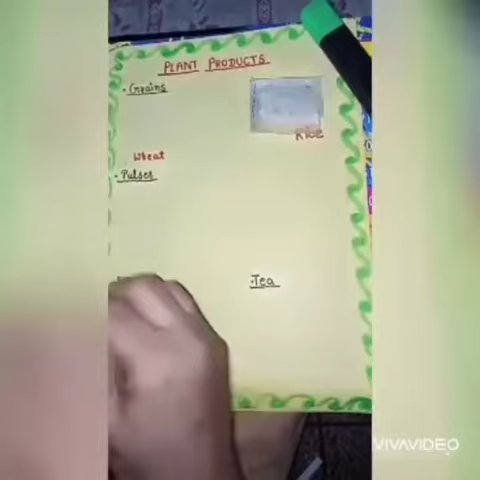 PLANT PRODUCTS
· Grains
Rice
Wheat
· Pulses
· Tea
VIVAVIDEO